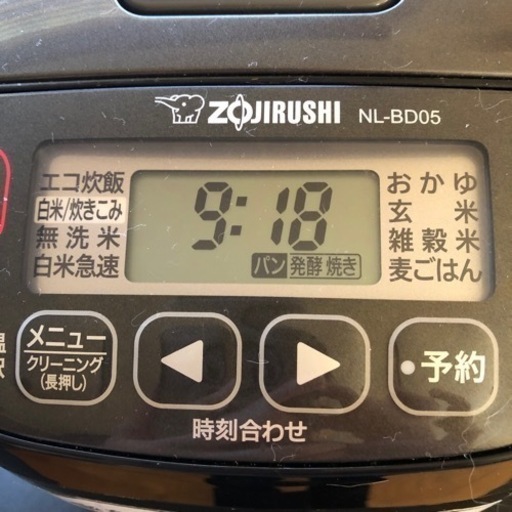 ZOJIRUSHI NL-BD05
エコ炊飯
白米/炊きこみ
無洗米
白米急速
9:18
パン 発酵 焼き
おかゆ
玄米
雑穀米
麦ごはん
メニュー
クリーニング
(長押し)
予約
時刻合わせ